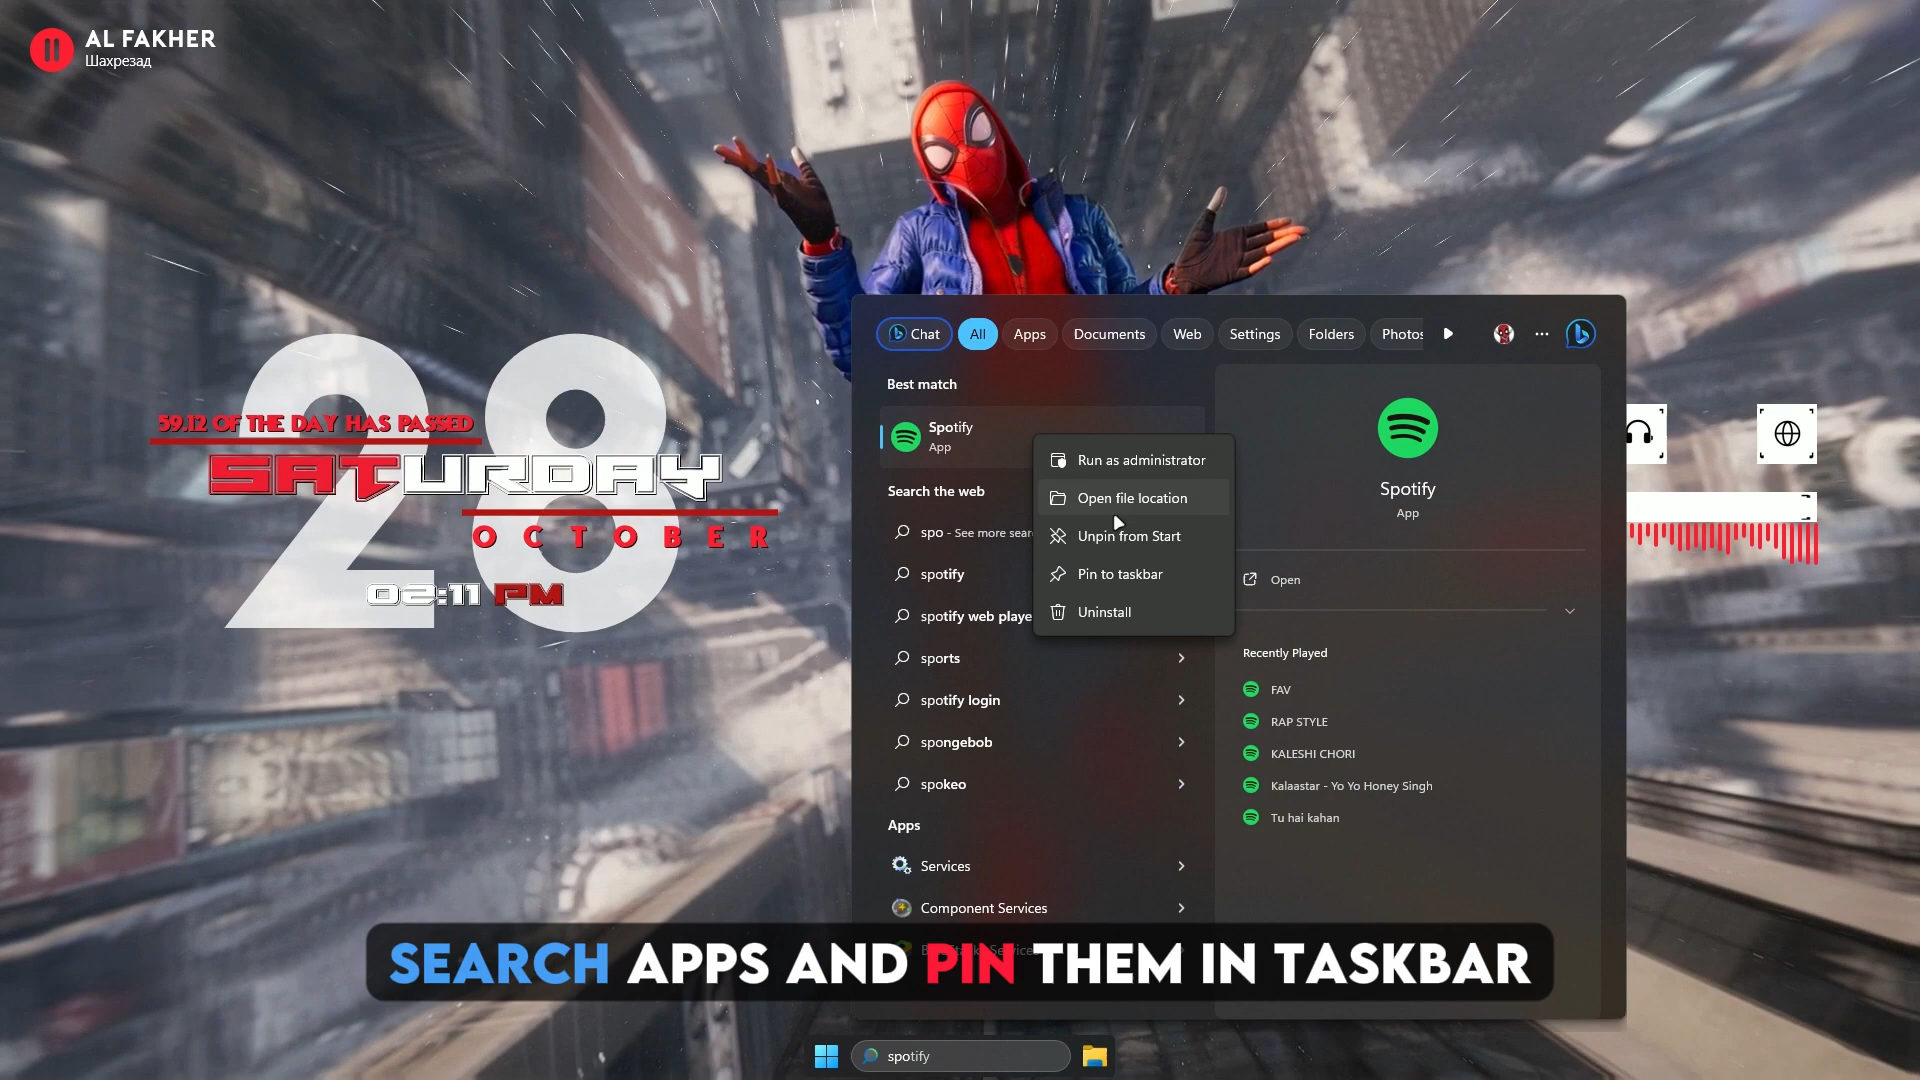 AL FAKHER
Шахрезад
28
59.12 OF THE DAY HAS PASSED
SATURDAY
OCTOBER
02:11 PM
Chat
All
Apps
Documents
Web
Settings
Folders
Photos
Best match
Spotify
App
Search the web
spo - See more sear
spotify
spotify web playe
sports
spotify login
spongebob
spokeo
Apps
Services
Component Services
Run as administrator
Open file location
Unpin from Start
Pin to taskbar
Uninstall
Spotify
App
Open
Recently Played
FAV
RAP STYLE
KALESHI CHORI
Kalaastar - Yo Yo Honey Singh
Tu hai kahan
SEARCH APPS AND PIN THEM IN TASKBAR
spotify